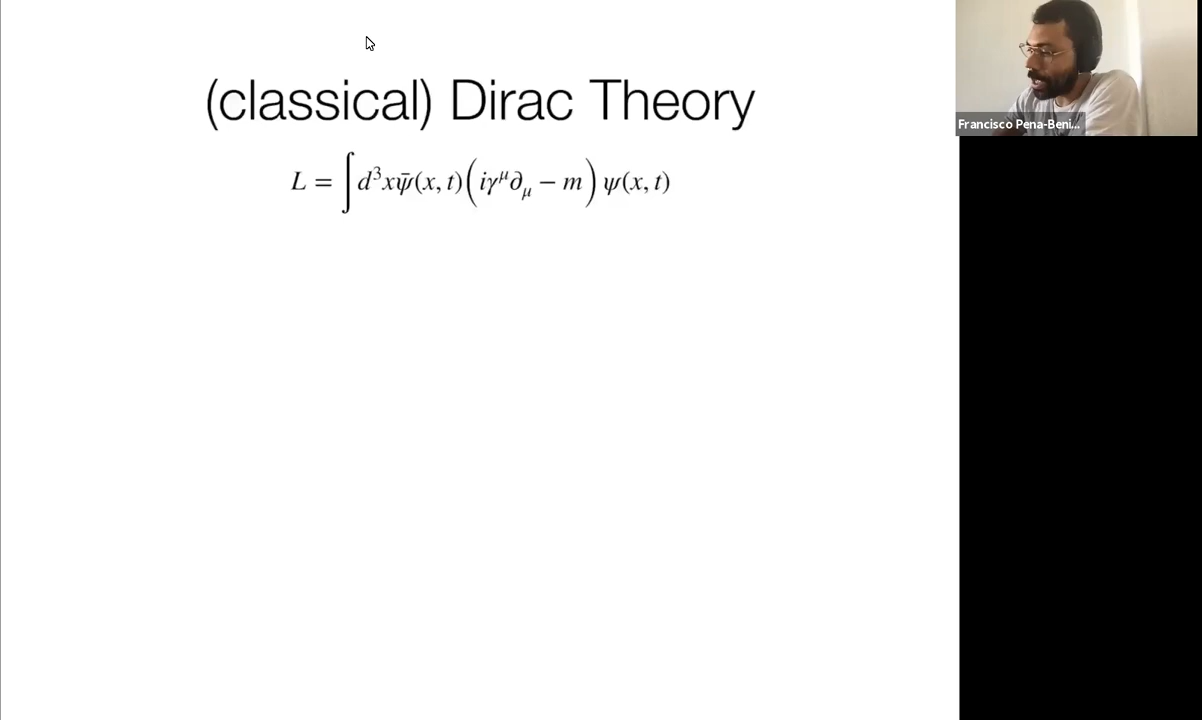 (classical) Dirac Theory
L = ∫ d³x ψ̄(x, t) ( iγ^μ ∂_μ − m ) ψ(x, t)
Francisco Pena-Beni...